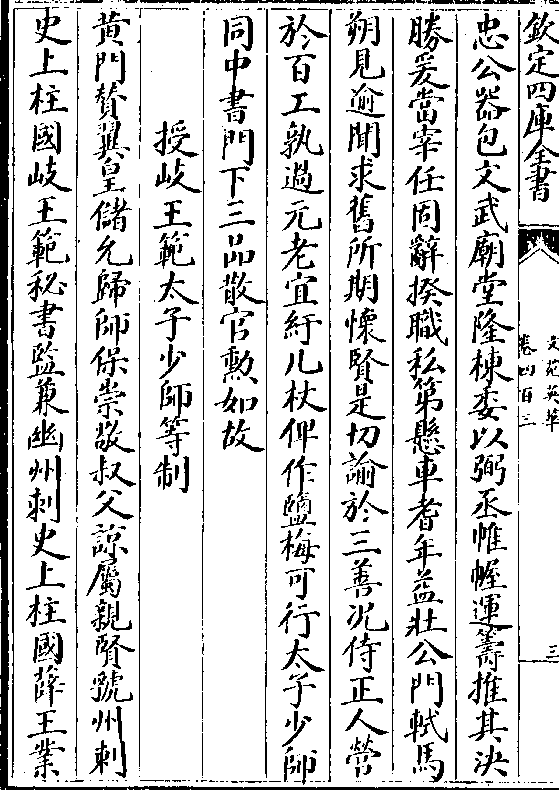 欽定四庫全書
文苑英華
卷四百三
三
忠公器包文武廟堂隆棟委以弼丞帷幄運籌推其決
勝爰當宰任固辭揆職私第懸車耆年益壯公門軾馬
朔見逾聞求舊所期懷賢是切諭於三善况侍正人營
於百工孰過元老宜紆几杖俾作鹽梅可行太子少師
同中書門下三品散官勲如故
授岐王範太子少師等制
黄門賛翼皇儲允歸師保崇敬叔父諒屬親賢虢州刺
史上柱國岐王範秘書監兼幽州刺史上柱國薛王業